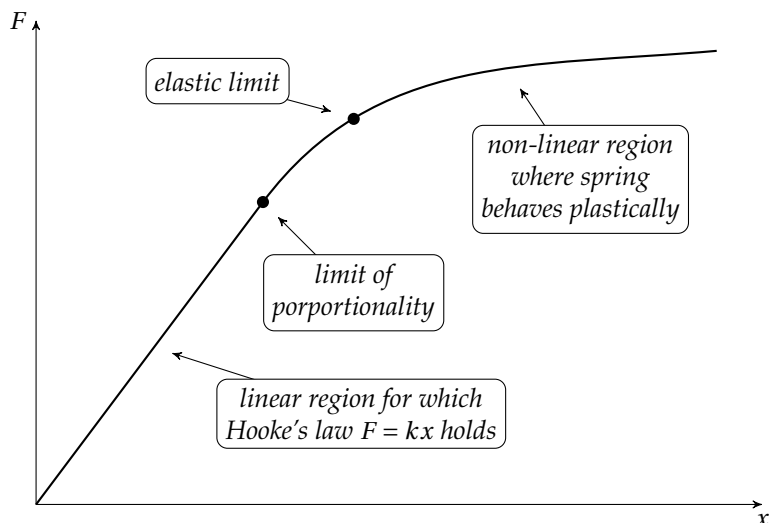 F
elastic limit
non-linear region
where spring
behaves plastically
limit of
porportionality
linear region for which
Hooke's law F = kx holds
x